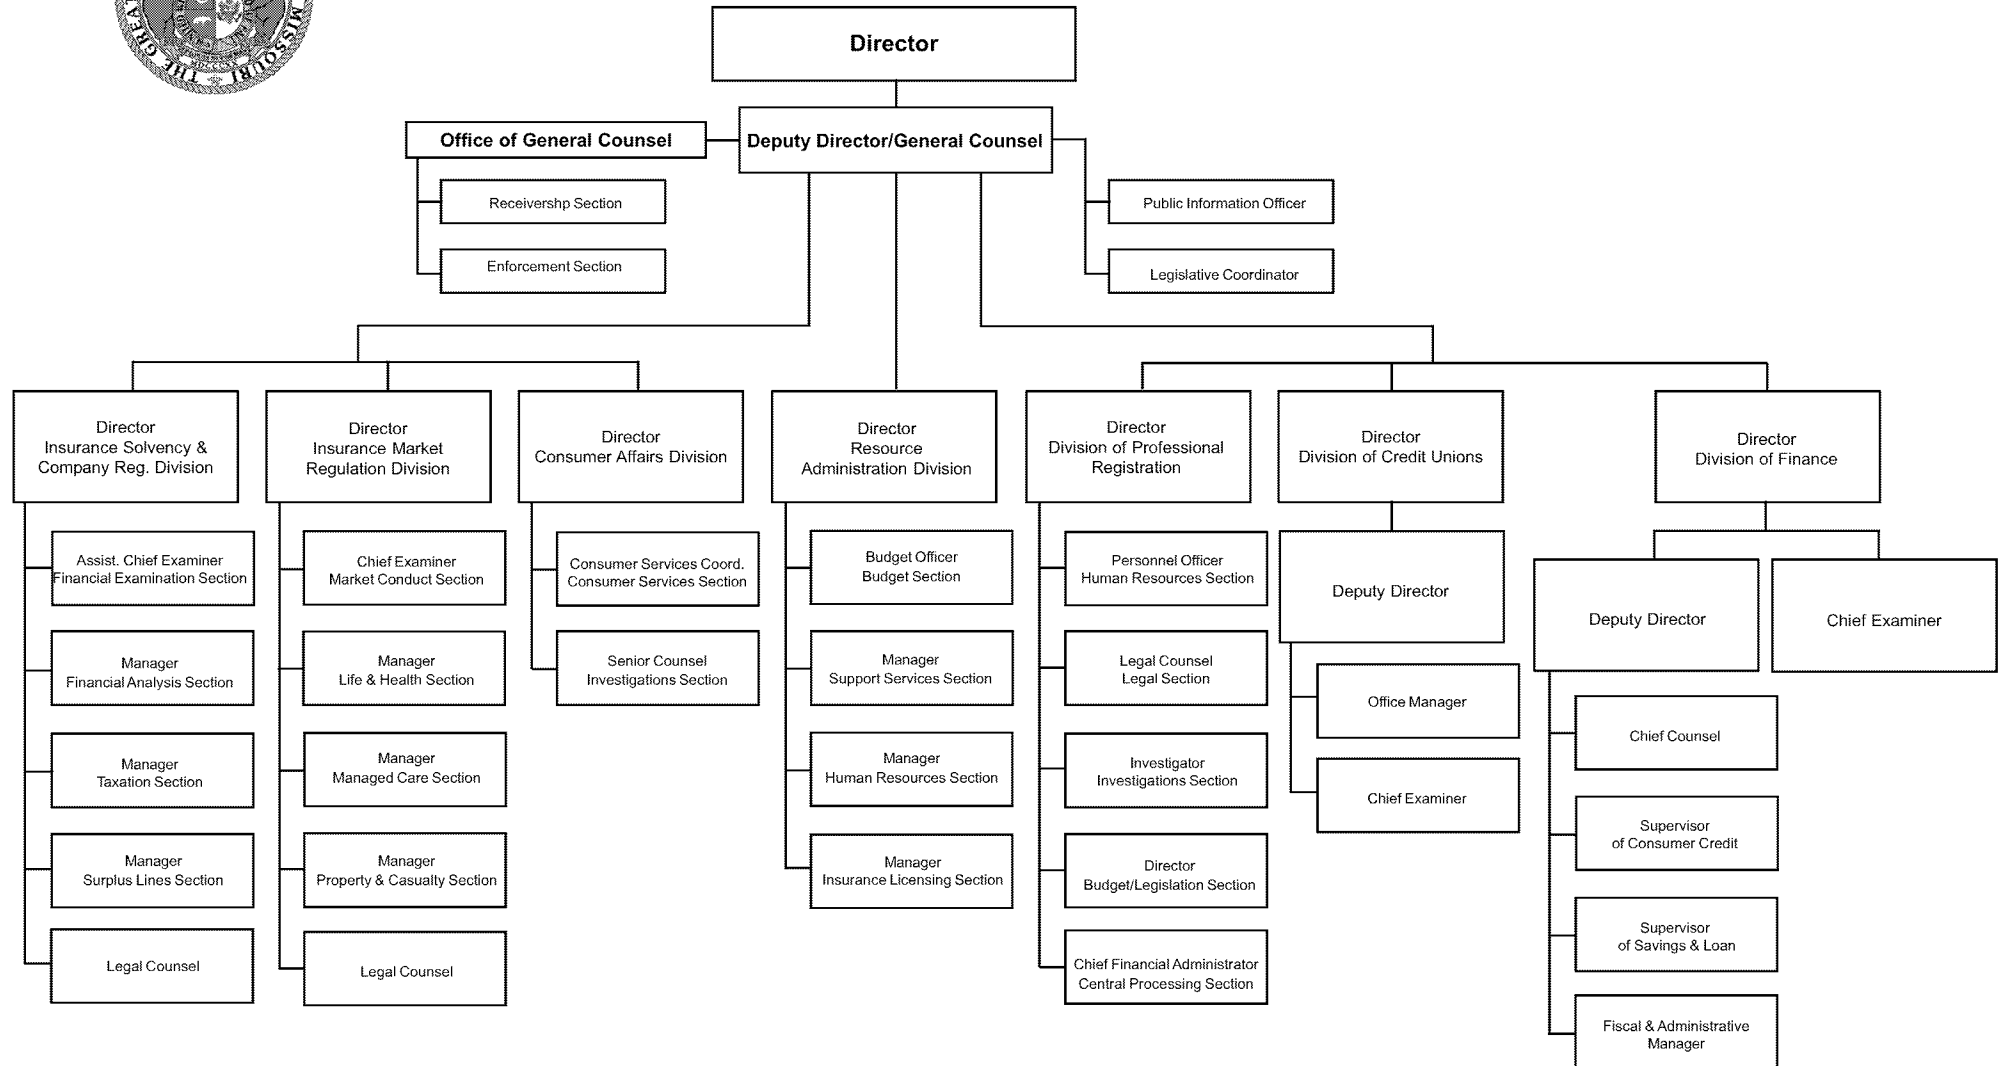 THE GREAT
MISSOURI
MDCCCXX
Director
Office of General Counsel
Deputy Director/General Counsel
Receivershp Section
Public Information Officer
Enforcement Section
Legislative Coordinator
Director
Insurance Solvency &
Company Reg. Division
Director
Insurance Market
Regulation Division
Director
Consumer Affairs Division
Director
Resource
Administration Division
Director
Division of Professional
Registration
Director
Division of Credit Unions
Director
Division of Finance
Assist. Chief Examiner
Financial Examination Section
Manager
Financial Analysis Section
Manager
Taxation Section
Manager
Surplus Lines Section
Legal Counsel
Chief Examiner
Market Conduct Section
Manager
Life & Health Section
Manager
Managed Care Section
Manager
Property & Casualty Section
Legal Counsel
Consumer Services Coord.
Consumer Services Section
Senior Counsel
Investigations Section
Budget Officer
Budget Section
Manager
Support Services Section
Manager
Human Resources Section
Manager
Insurance Licensing Section
Personnel Officer
Human Resources Section
Legal Counsel
Legal Section
Investigator
Investigations Section
Director
Budget/Legislation Section
Chief Financial Administrator
Central Processing Section
Deputy Director
Office Manager
Chief Examiner
Deputy Director
Chief Examiner
Chief Counsel
Supervisor
of Consumer Credit
Supervisor
of Savings & Loan
Fiscal & Administrative
Manager